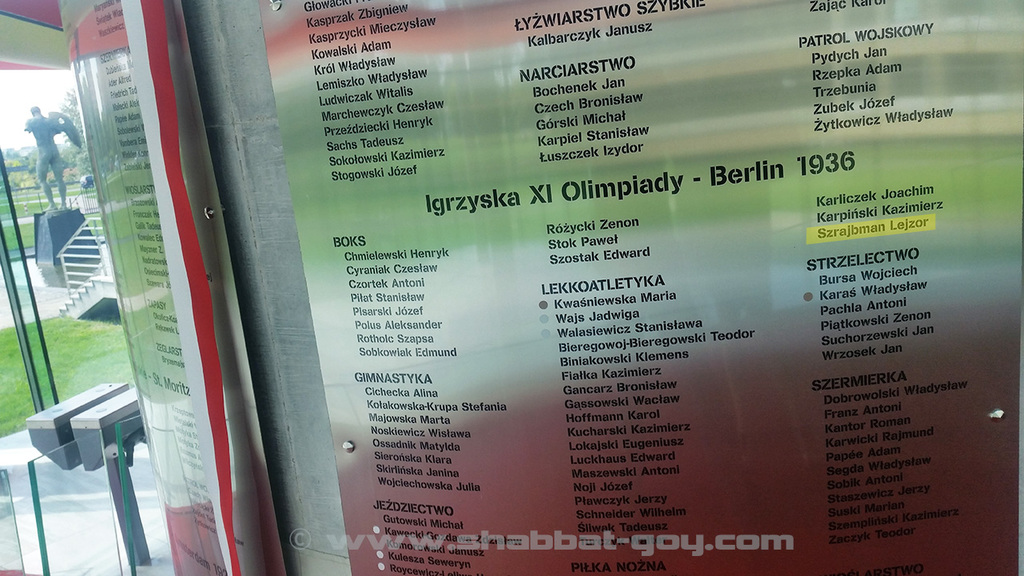 Kasprzak Zbigniew
Kasprzycki Mieczysław
Kowalski Adam
Król Władysław
Lemiszko Władysław
Ludwiczak Witalis
Marchewczyk Czesław
Przeździecki Henryk
Sachs Tadeusz
Sokołowski Kazimierz
Stogowski Józef
ŁYŻWIARSTWO SZYBKIE
Kalbarczyk Janusz
NARCIARSTWO
Bochenek Jan
Czech Bronisław
Górski Michał
Karpiel Stanisław
Łuszczek Izydor
Zając Karol
PATROL WOJSKOWY
Pydych Jan
Rzepka Adam
Trzebunia
Zubek Józef
Żytkowicz Władysław
Igrzyska XI Olimpiady - Berlin 1936
BOKS
Chmielewski Henryk
Cyraniak Czesław
Czortek Antoni
Piłat Stanisław
Pisarski Józef
Polus Aleksander
Rotholc Szapsa
Sobkowiak Edmund
GIMNASTYKA
Cichecka Alina
Kolakowska-Krupa Stefania
Majowska Marta
Noskiewicz Wisława
Ossadnik Matylda
Sierońska Klara
Skirlińska Janina
Wojciechowska Julia
JEŹDZIECTWO
Gutowski Michał
Kulesza Seweryn
Różycki Zenon
Stok Paweł
Szostak Edward
LEKKOATLETYKA
Kwaśniewska Maria
Wajs Jadwiga
Walasiewicz Stanisława
Bieregowoj-Bieregowski Teodor
Biniakowski Klemens
Fiałka Kazimierz
Gancarz Bronisław
Gąssowski Wacław
Hoffmann Karol
Kucharski Kazimierz
Lokajski Eugeniusz
Luckhaus Edward
Maszewski Antoni
Noji Józef
Pławczyk Jerzy
Schneider Wilhelm
Śliwak Tadeusz
PIŁKA NOŻNA
Karliczek Joachim
Karpiński Kazimierz
Szrajbman Lejzor
STRZELECTWO
Bursa Wojciech
Karaś Władysław
Pachla Antoni
Piątkowski Zenon
Suchorzewski Jan
Wrzosek Jan
SZERMIERKA
Dobrowolski Władysław
Franz Antoni
Kantor Roman
Karwicki Rajmund
Papée Adam
Segda Władysław
Sobik Antoni
Staszewicz Jerzy
Suski Marian
Szempliński Kazimierz
Zaczyk Teodor
© www.shabbat-goy.com